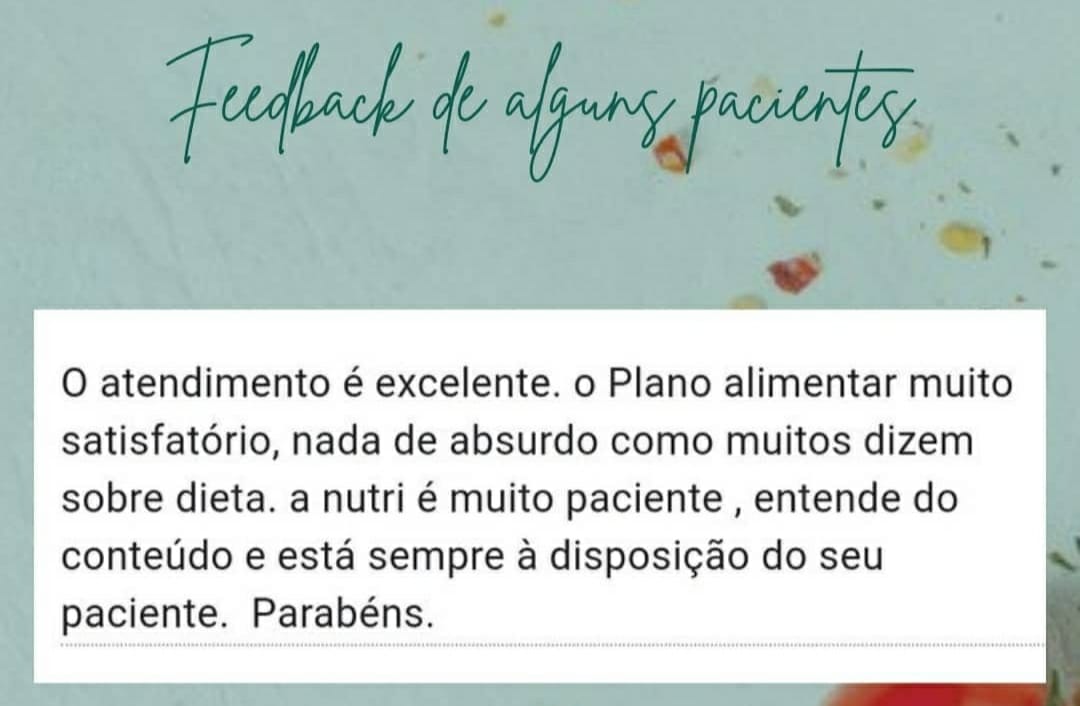 Feedback de alguns pacientes
O atendimento é excelente. o Plano alimentar muito
satisfatório, nada de absurdo como muitos dizem
sobre dieta. a nutri é muito paciente , entende do
conteúdo e está sempre à disposição do seu
paciente.  Parabéns.